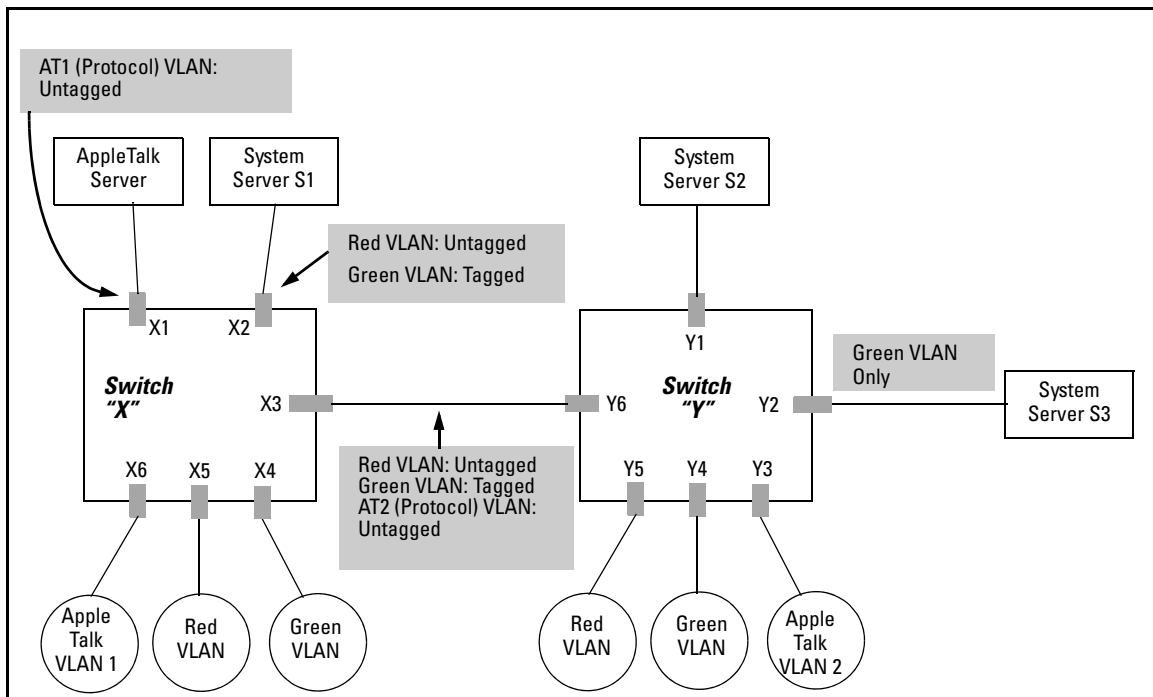 AT1 (Protocol) VLAN:
Untagged
AppleTalk
Server
System
Server S1
System
Server S2
Red VLAN: Untagged
Green VLAN: Tagged
X1
X2
Y1
Green VLAN
Only
Switch
"X"
X3
Y6
Switch
"Y"
Y2
System
Server S3
X6
X5
X4
Red VLAN: Untagged
Green VLAN: Tagged
AT2 (Protocol) VLAN:
Untagged
Y5
Y4
Y3
Apple
Talk
VLAN 1
Red
VLAN
Green
VLAN
Red
VLAN
Green
VLAN
Apple
Talk
VLAN 2